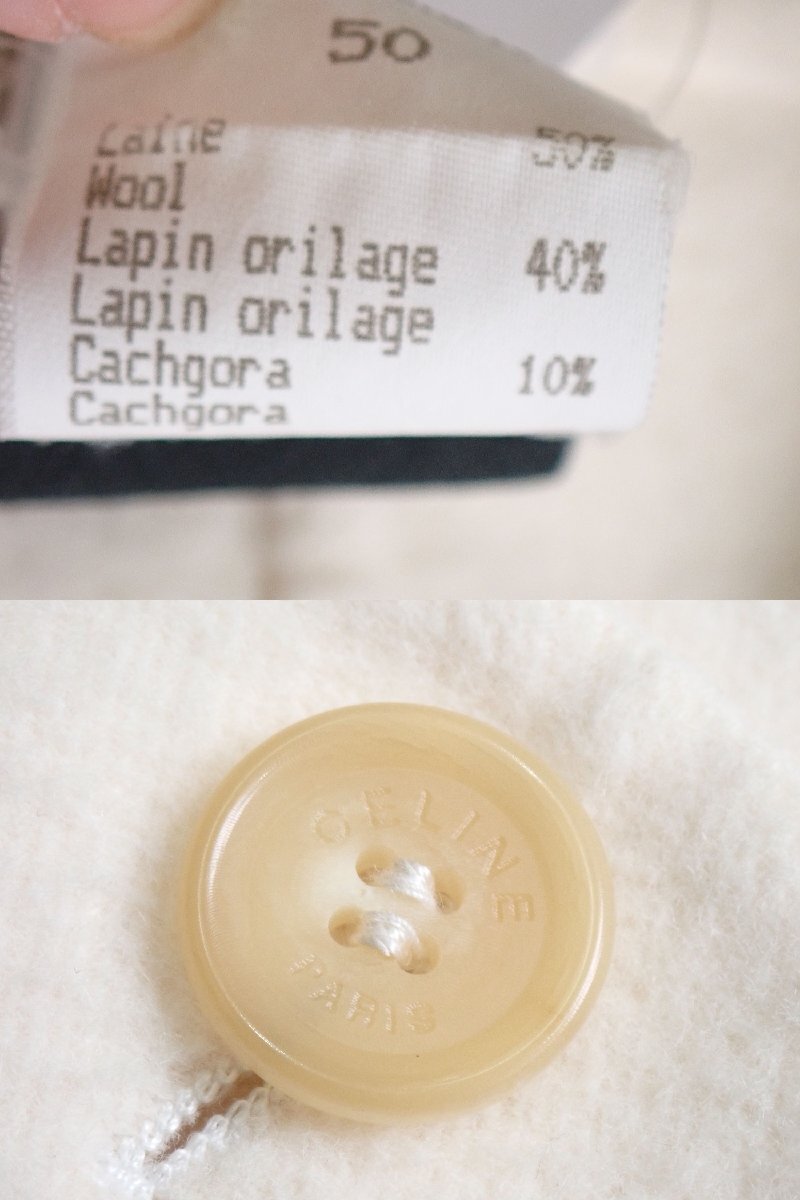 50
Laine 50%
Wool
Lapin orilage 40%
Lapin orilage
Cachgora 10%
Cachgora
CELINE
PARIS